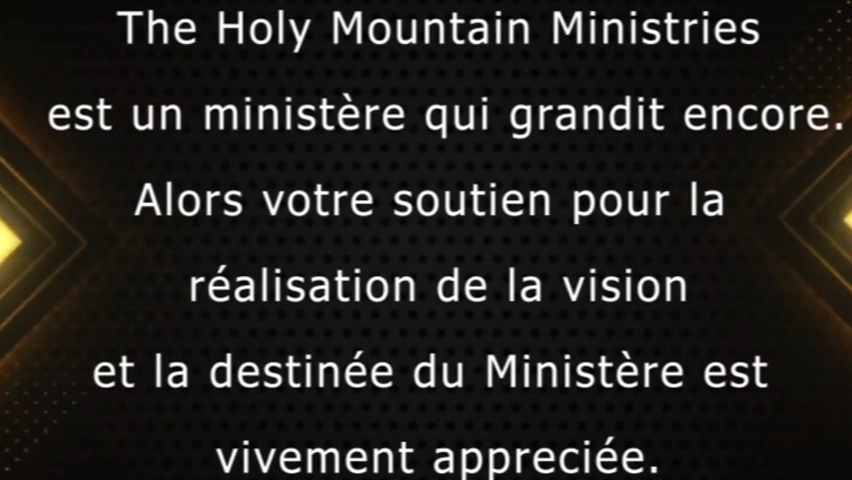 The Holy Mountain Ministries
est un ministère qui grandit encore.
Alors votre soutien pour la
réalisation de la vision
et la destinée du Ministère est
vivement appreciée.